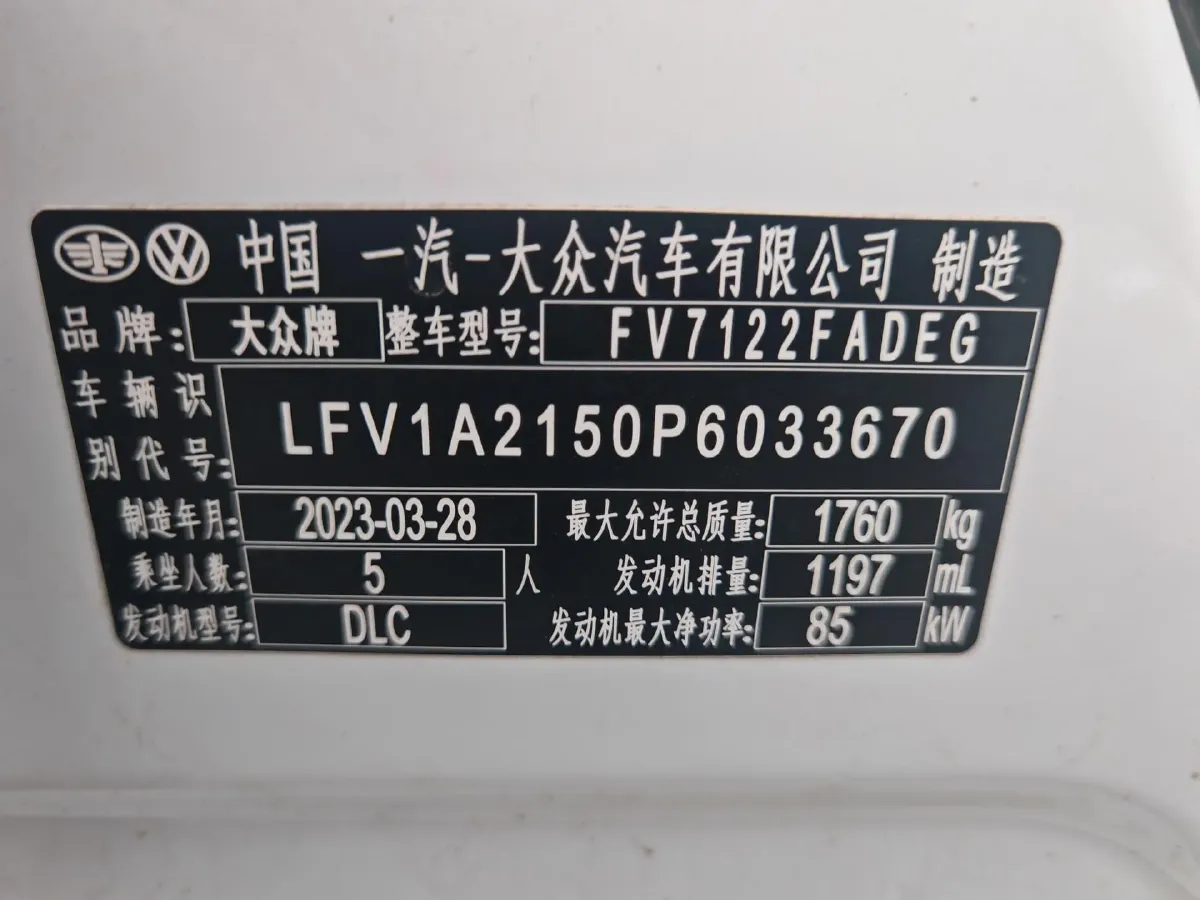 中国 一汽-大众汽车有限公司 制造
品牌: 大众牌 整车型号: FV7122FADEG
车辆识别代号: LFV1A2150P6033670
制造年月: 2023-03-28 最大允许总质量: 1760 kg
乘坐人数: 5 人 发动机排量: 1197 mL
发动机型号: DLC 发动机最大净功率: 85 kW